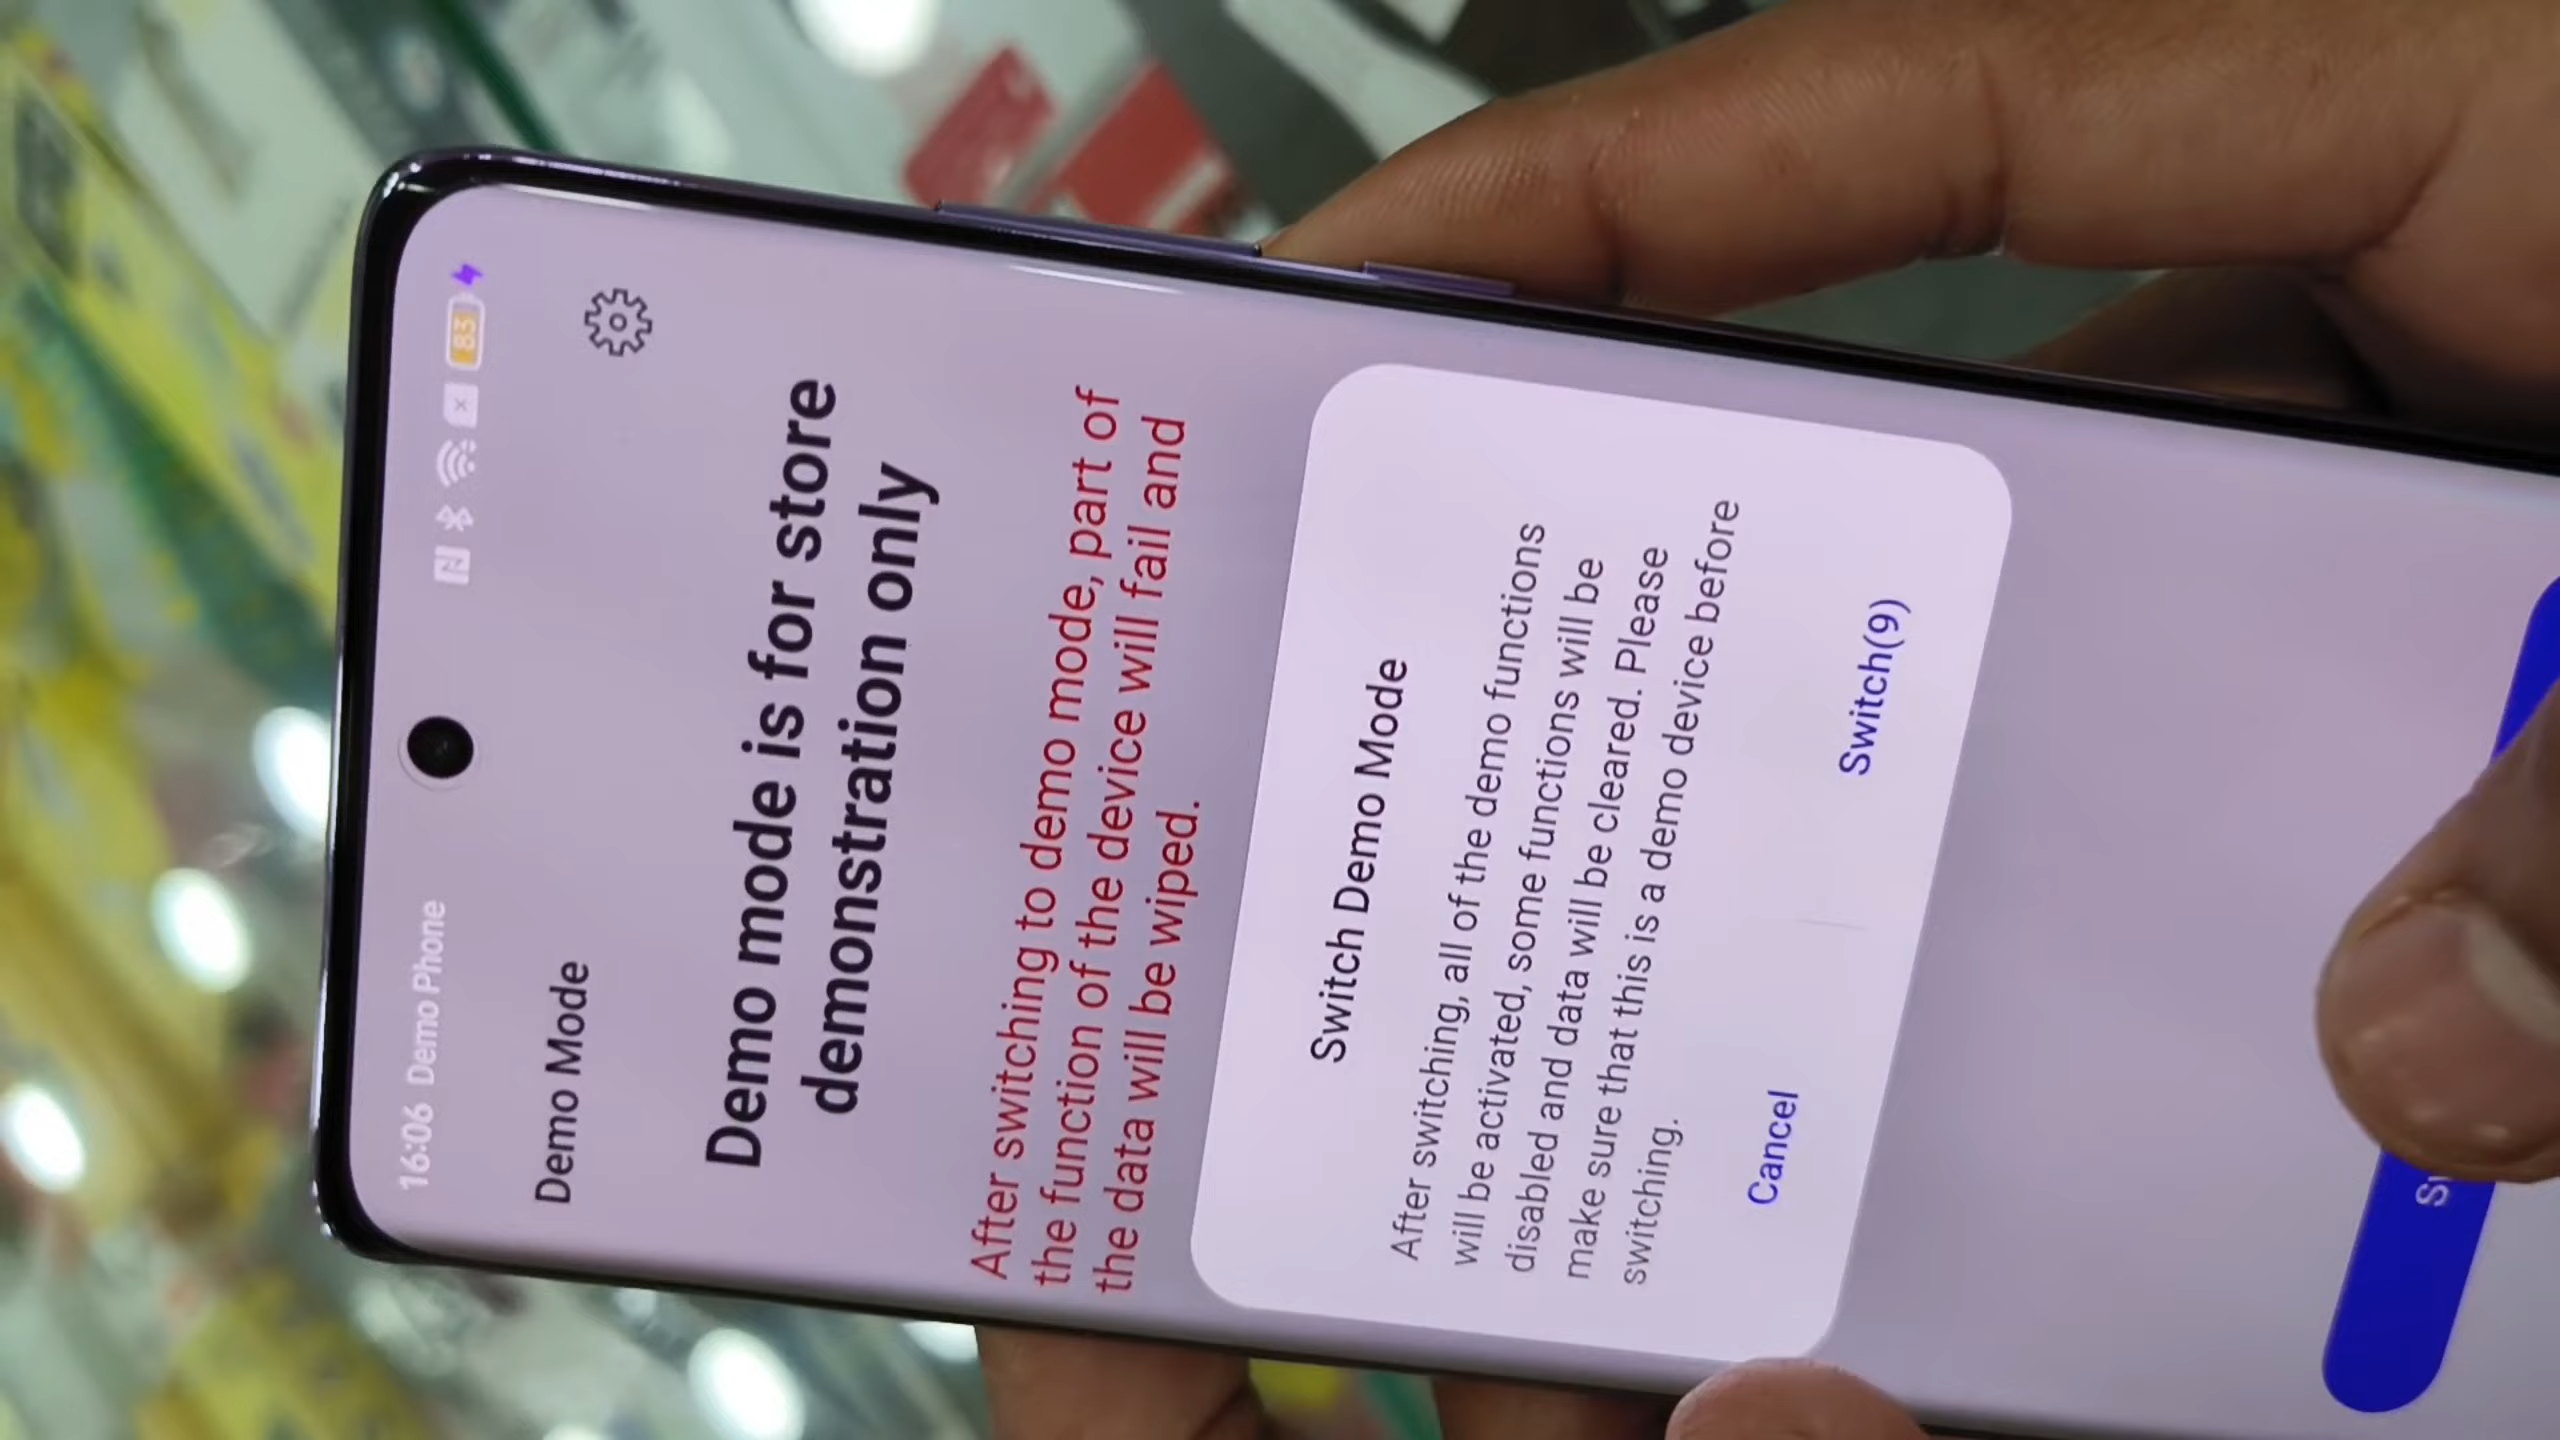 16:06 Demo Phone
83
Demo Mode
Demo mode is for store
demonstration only
After switching to demo mode, part of
the function of the device will fail and
the data will be wiped.
Switch Demo Mode
After switching, all of the demo functions
will be activated, some functions will be
disabled and data will be cleared. Please
make sure that this is a demo device before
switching.
Cancel
Switch(9)